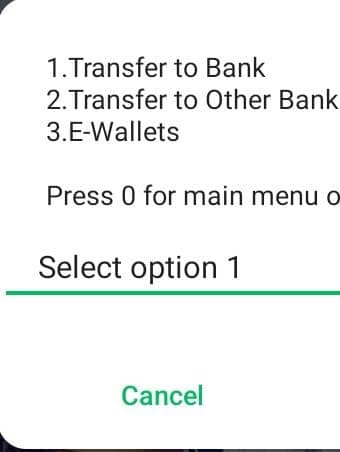 1.Transfer to Bank
2.Transfer to Other Bank
3.E-Wallets
Press 0 for main menu o
Select option 1
Cancel